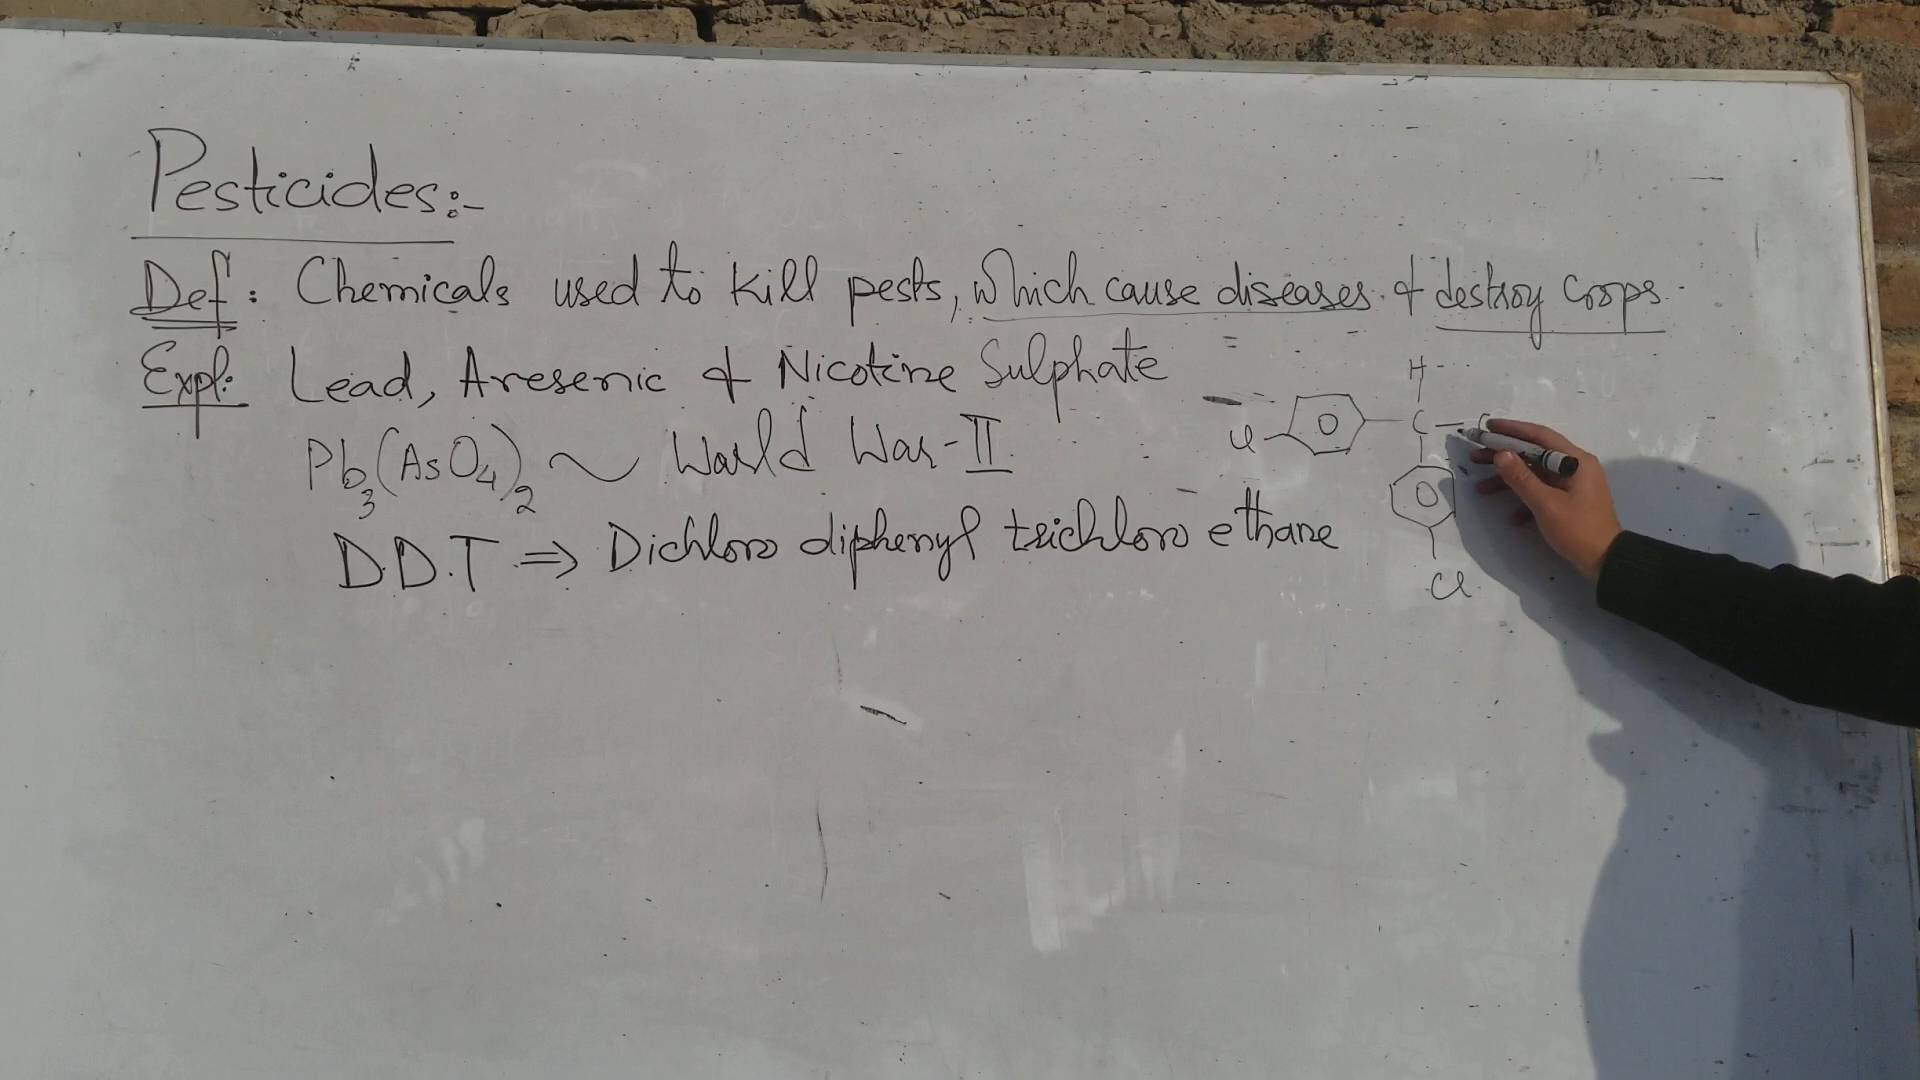 Pesticides:-
Def: Chemicals used to kill pests, which cause diseases & destroy crops.
Expl: Lead, Aresenic & Nicotine Sulphate
Pb3(AsO4)2 ~ World War-II
D.D.T ⇒ Dichloro diphenyl trichloro ethane
H
Cl C
Cl